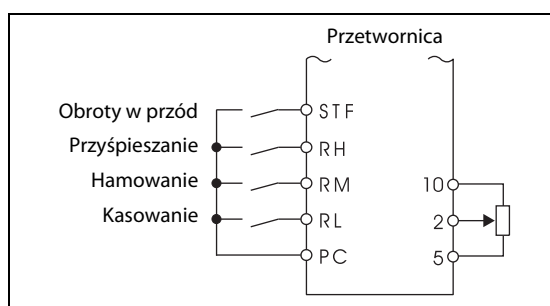 Przetwornica
Obroty w przód STF
Przyśpieszanie RH
Hamowanie RM 10
Kasowanie RL 2
PC 5